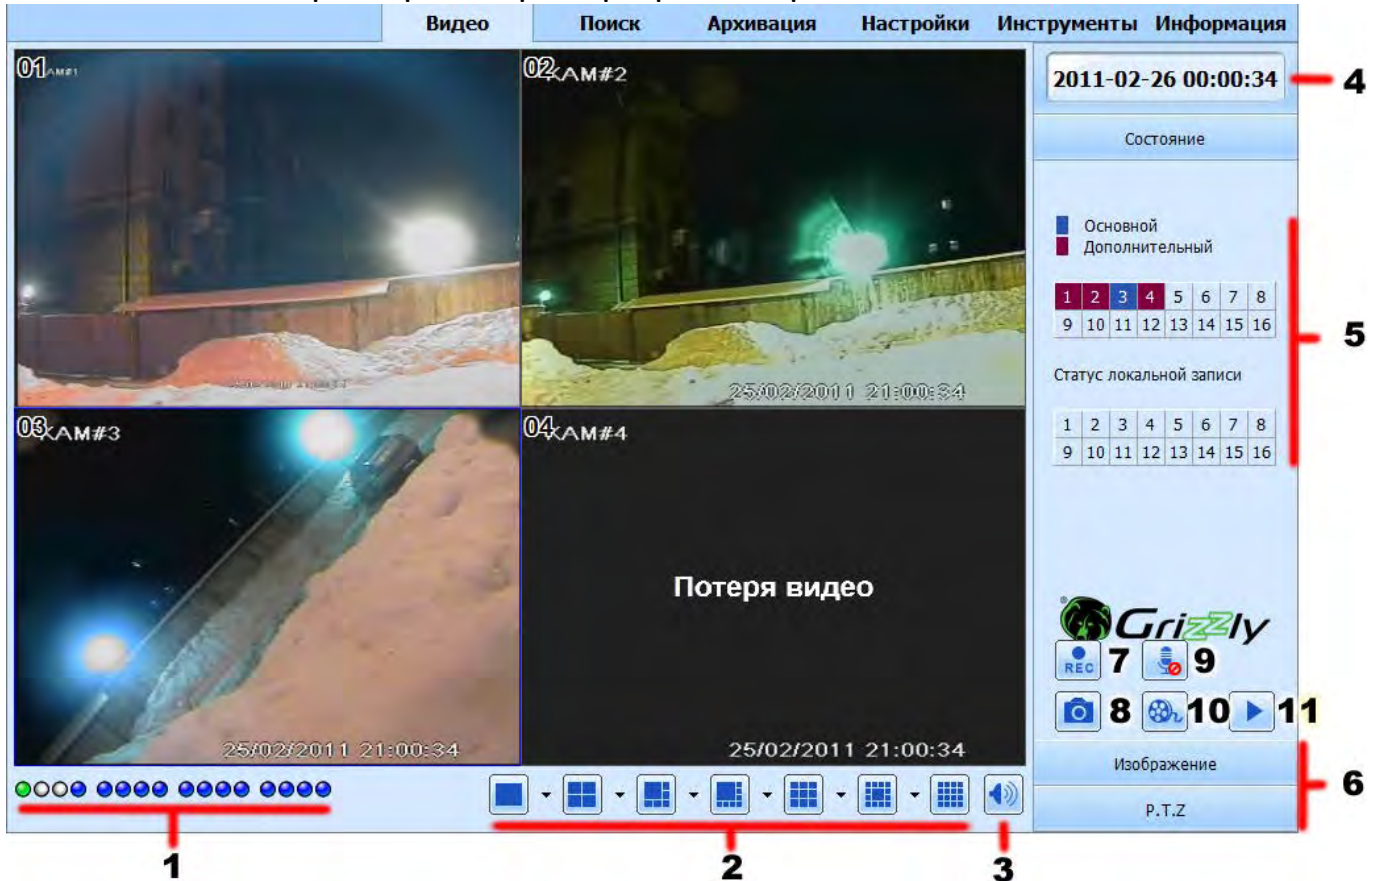 Видео Поиск Архивация Настройки Инструменты Информация
01
02 КАМ#2
2011-02-26 00:00:34 4
Состояние
Основной
Дополнительный
1 2 3 4 5 6 7 8
9 10 11 12 13 14 15 16
5
Статус локальной записи
1 2 3 4 5 6 7 8
9 10 11 12 13 14 15 16
25/02/2011 21:00:34
03 КАМ#3
04 КАМ#4
Потеря видео
Grizzly
REC 7 9
8 10 11
25/02/2011 21:00:34
25/02/2011 21:00:34
Изображение
6
P.T.Z
1 2 3